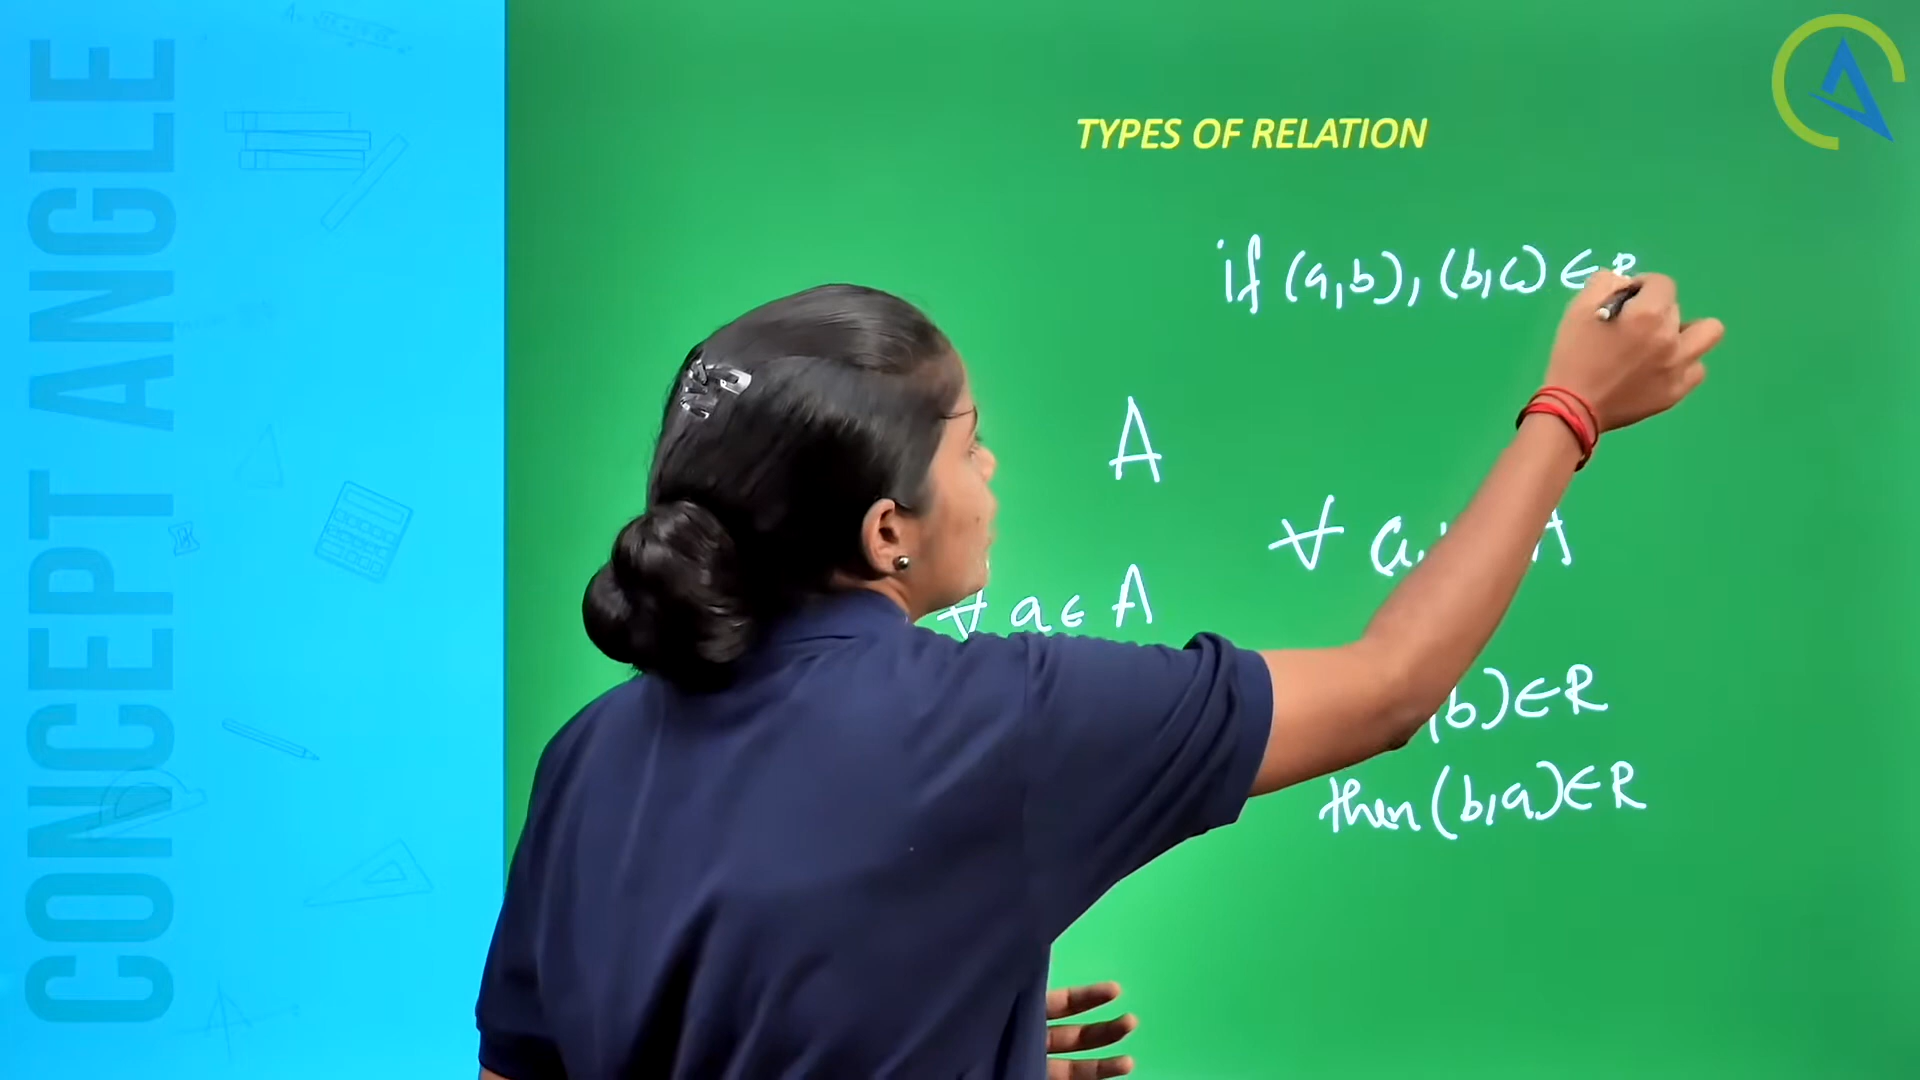 CONCEPT ANGLE
TYPES OF RELATION
if (a,b), (b,c) ∈ R
A
∀ a, A
∀ a ∈ A
,b) ∈ R
then (b,a) ∈ R